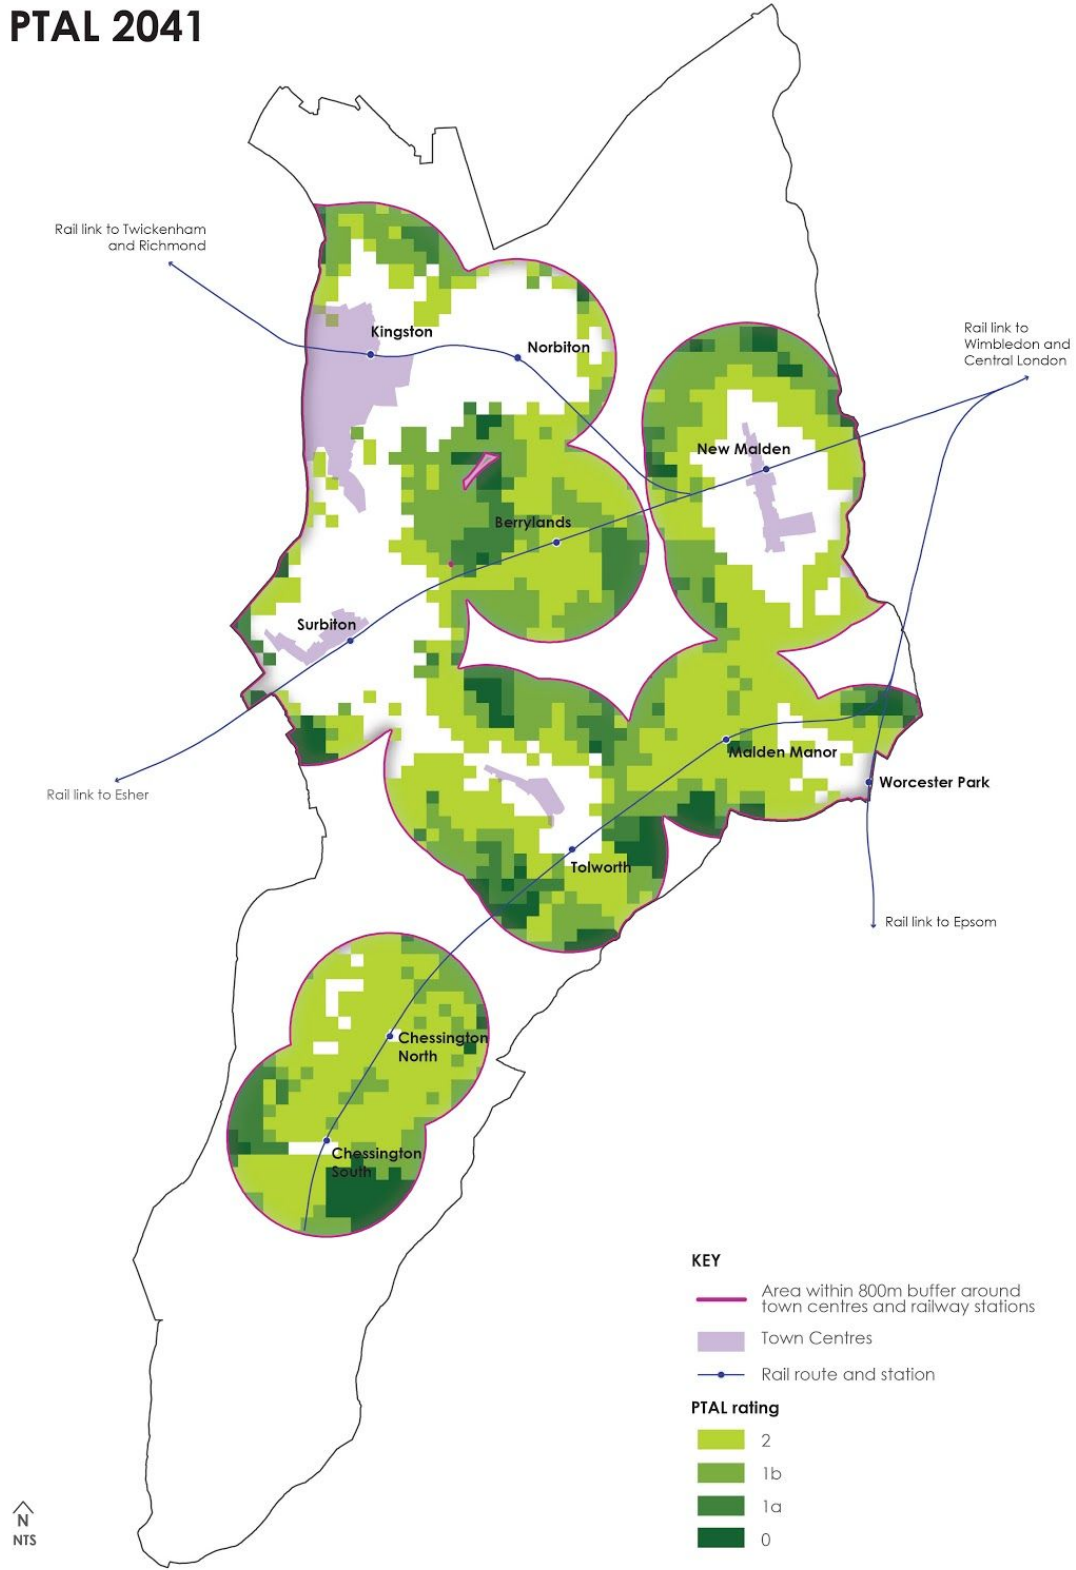 PTAL 2041
Rail link to Twickenham
and Richmond
Kingston
Norbiton
Rail link to
Wimbledon and
Central London
New Malden
Berrylands
Surbiton
Malden Manor
Worcester Park
Rail link to Esher
Tolworth
Rail link to Epsom
Chessington
North
Chessington
South
KEY
Area within 800m buffer around
town centres and railway stations
Town Centres
Rail route and station
PTAL rating
2
1b
1a
0
N
NTS